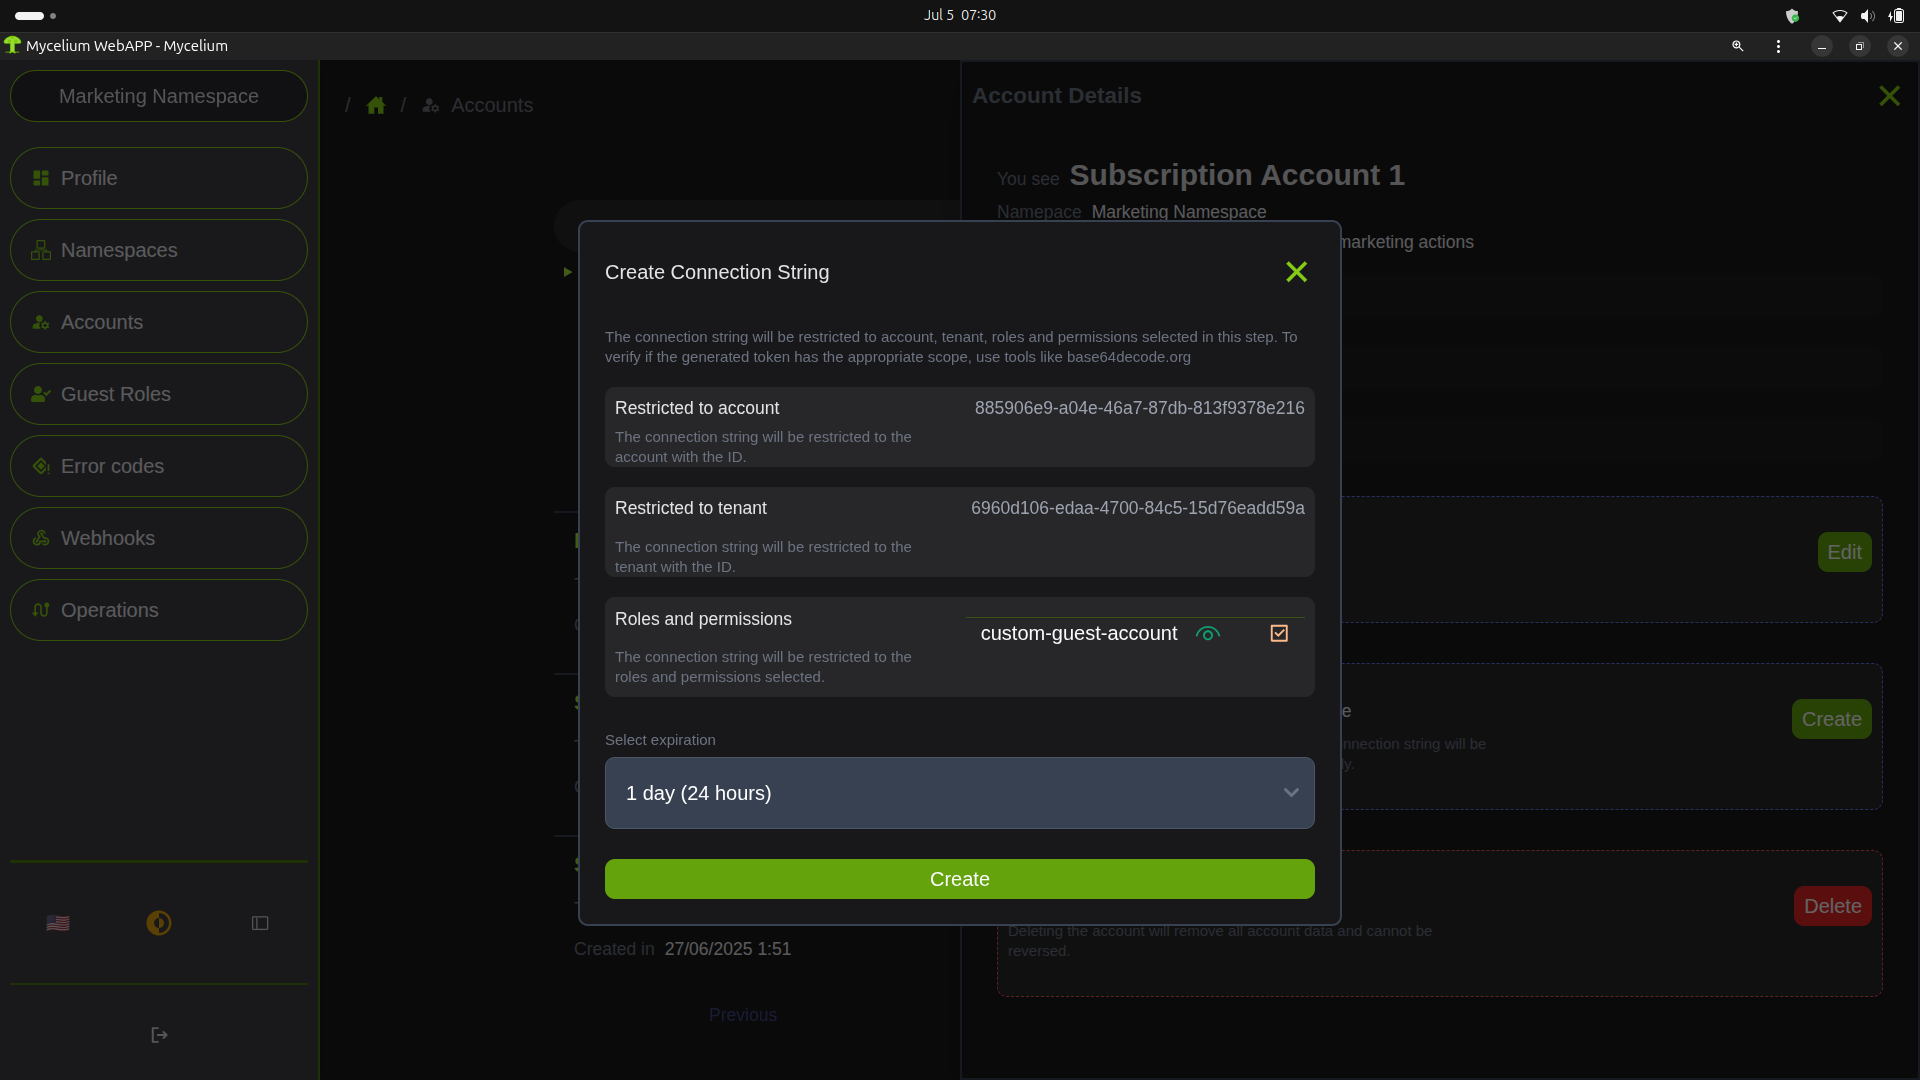 Jul 5 07:30
Mycelium WebAPP - Mycelium
Marketing Namespace
Profile
Namespaces
Accounts
Guest Roles
Error codes
Webhooks
Operations
/ / Accounts
Created in 27/06/2025 1:51
Previous
Account Details
You see Subscription Account 1
Namepace Marketing Namespace
marketing actions
Edit
Create
nnection string will be
Delete
Deleting the account will remove all account data and cannot be
reversed.
Create Connection String
The connection string will be restricted to account, tenant, roles and permissions selected in this step. To
verify if the generated token has the appropriate scope, use tools like base64decode.org
Restricted to account 885906e9-a04e-46a7-87db-813f9378e216
The connection string will be restricted to the
account with the ID.
Restricted to tenant 6960d106-edaa-4700-84c5-15d76eadd59a
The connection string will be restricted to the
tenant with the ID.
Roles and permissions custom-guest-account
The connection string will be restricted to the
roles and permissions selected.
Select expiration
1 day (24 hours)
Create